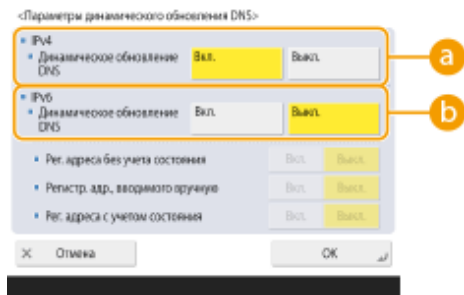 <Параметры динамического обновления DNS>
IPv4
Динамическое обновление Вкл. Выкл.
DNS
a
IPv6
Динамическое обновление Вкл. Выкл.
DNS
b
Рег. адреса без учета состояния Вкл. Выкл.
Регистр. адр., вводимого вручную Вкл. Выкл.
Рег. адреса с учетом состояния Вкл. Выкл.
× Отмена OK